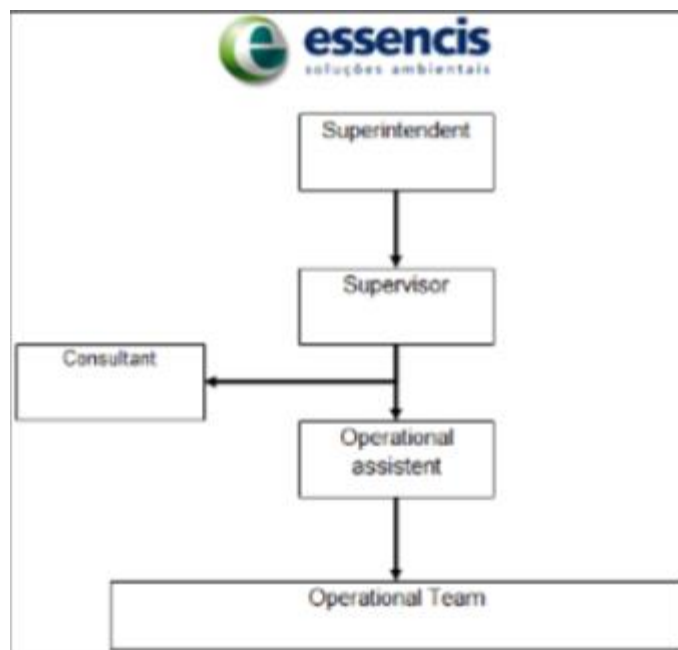 essencis
soluções ambientais
Superintendent
Supervisor
Consultant
Operational
assistent
Operational Team